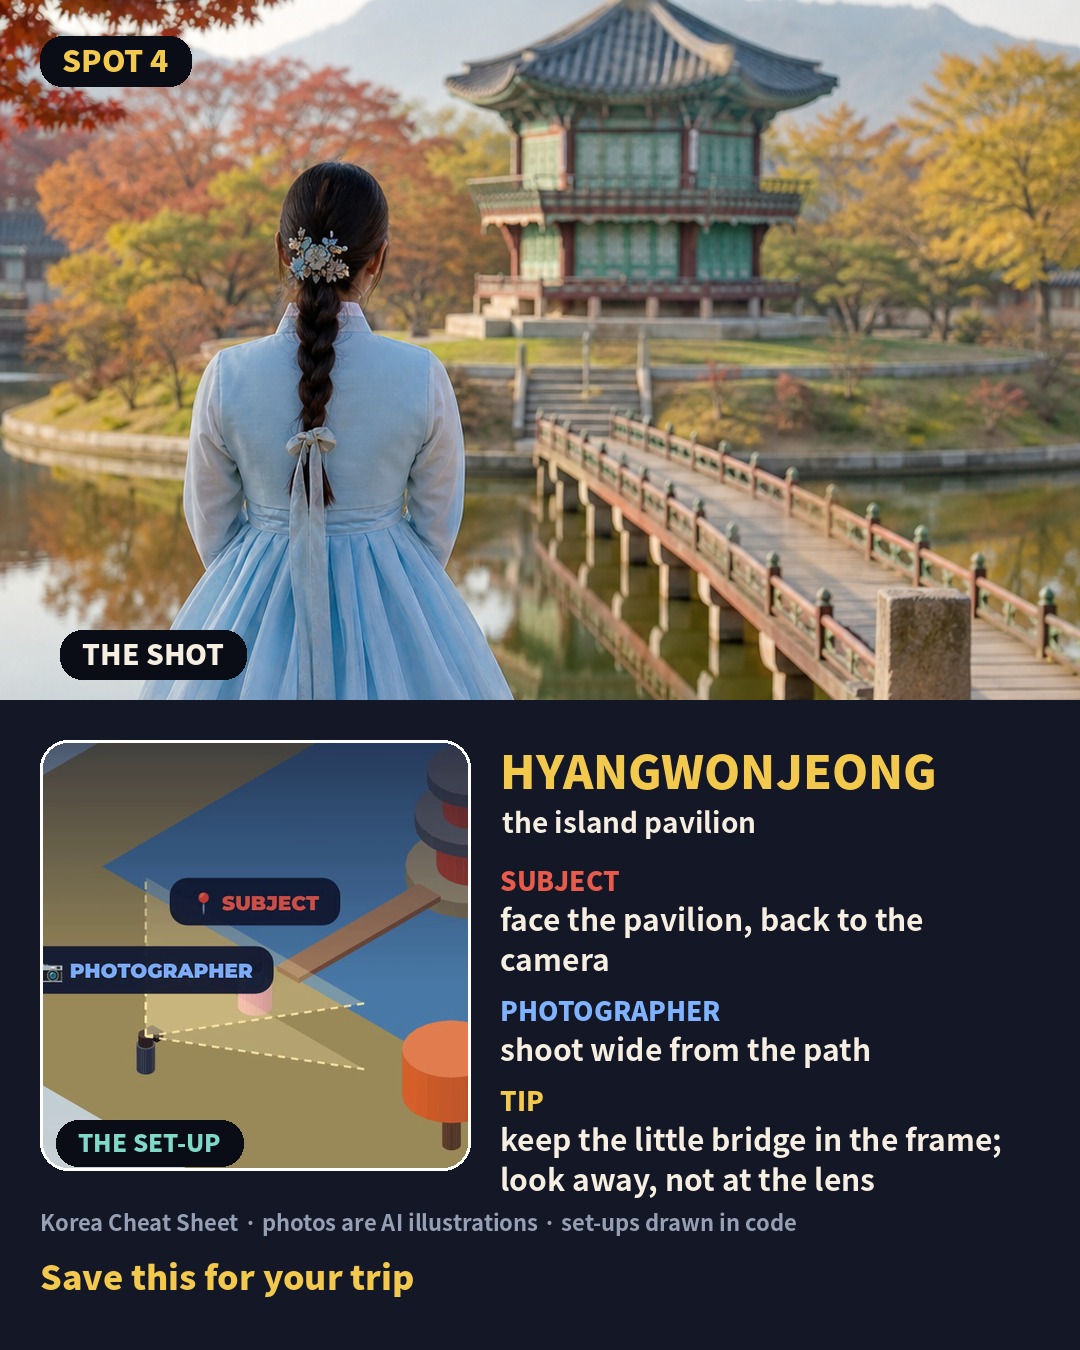 SPOT 4
THE SHOT
📍 SUBJECT
📷 PHOTOGRAPHER
THE SET-UP
HYANGWONJEONG
the island pavilion
SUBJECT
face the pavilion, back to the
camera
PHOTOGRAPHER
shoot wide from the path
TIP
keep the little bridge in the frame;
look away, not at the lens
Korea Cheat Sheet · photos are AI illustrations · set-ups drawn in code
Save this for your trip